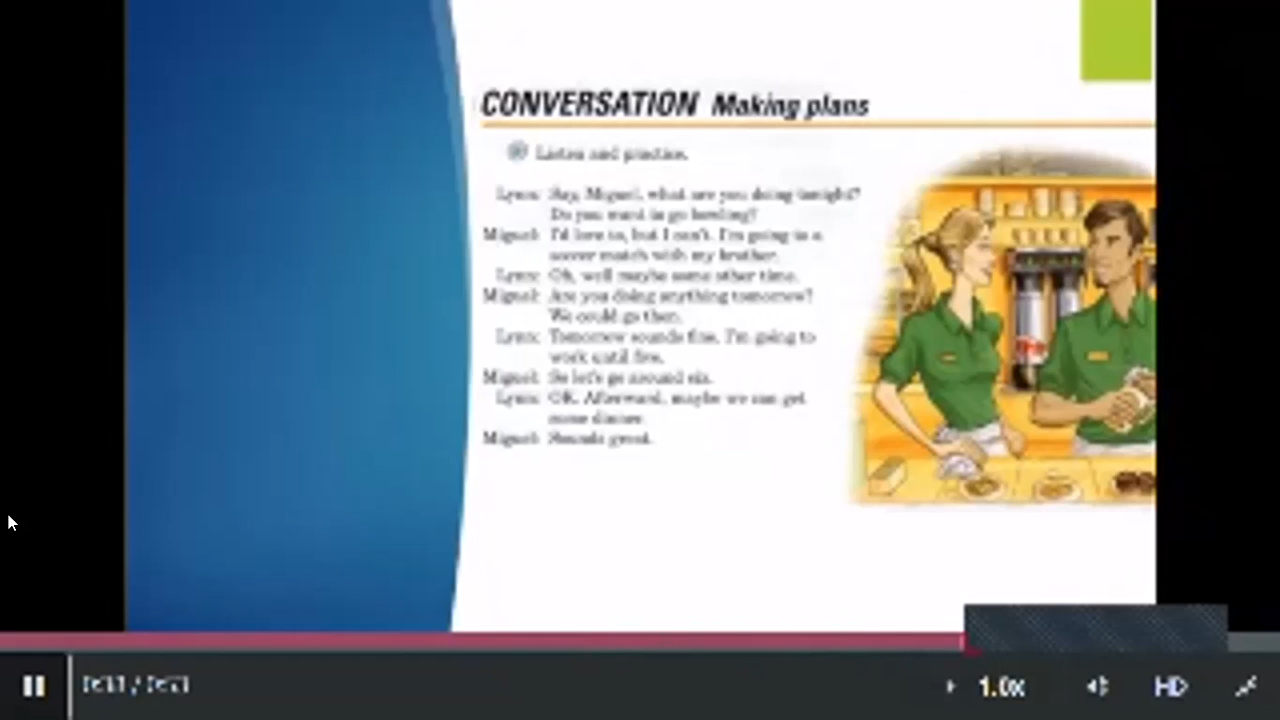 CONVERSATION Making plans
Listen and practice.
Lynn: Say, Miguel, what are you doing tonight?
Do you want to go bowling?
Miguel: I'd love to, but I can't. I'm going to a
soccer match with my brother.
Lynn: Oh, well maybe some other time.
Miguel: Are you doing anything tomorrow?
We could go then.
Lynn: Tomorrow sounds fine. I'm going to
work until five.
Miguel: So let's go around six.
Lynn: OK. Afterward, maybe we can get
some dinner.
Miguel: Sounds great.
1.0x HD